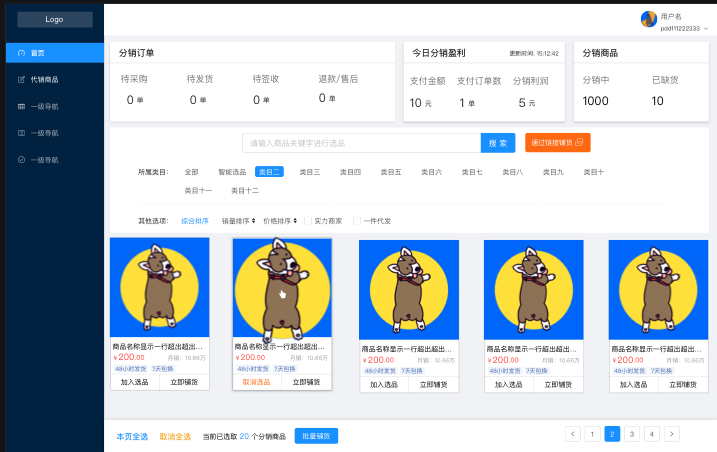 Logo
用户名
pdd111222333
首页
代销商品
一级导航
一级导航
一级导航
分销订单
待采购 待发货 待签收 退款/售后
0 单 0 单 0 单 0 单
今日分销盈利 更新时间: 15:12:42
支付金额 支付订单数 分销利润
10 元 1 单 5 元
分销商品
分销中 已缺货
1000 10
请输入商品关键字进行选品 搜 索 通过链接铺货
所属类目: 全部 智能选品 类目二 类目三 类目四 类目五 类目六 类目七 类目八 类目九 类目十
类目十一 类目十二
其他选项: 综合排序 销量排序 价格排序 实力商家 一件代发
商品名称显示一行超出超出... 商品名称显示一行超出超出... 商品名称显示一行超出超出... 商品名称显示一行超出超出... 商品名称显示一行超出超出...
¥200.00 月销: 10.66万 ¥200.00 月销: 10.66万 ¥200.00 月销: 10.66万 ¥200.00 月销: 10.66万 ¥200.00 月销: 10.66万
48小时发货 7天包换 48小时发货 7天包换 48小时发货 7天包换 48小时发货 7天包换 48小时发货 7天包换
加入选品 立即铺货 取消选品 立即铺货 加入选品 立即铺货 加入选品 立即铺货 加入选品 立即铺货
本页全选 取消全选 当前已选取 20 个分销商品 批量铺货 1 2 3 4